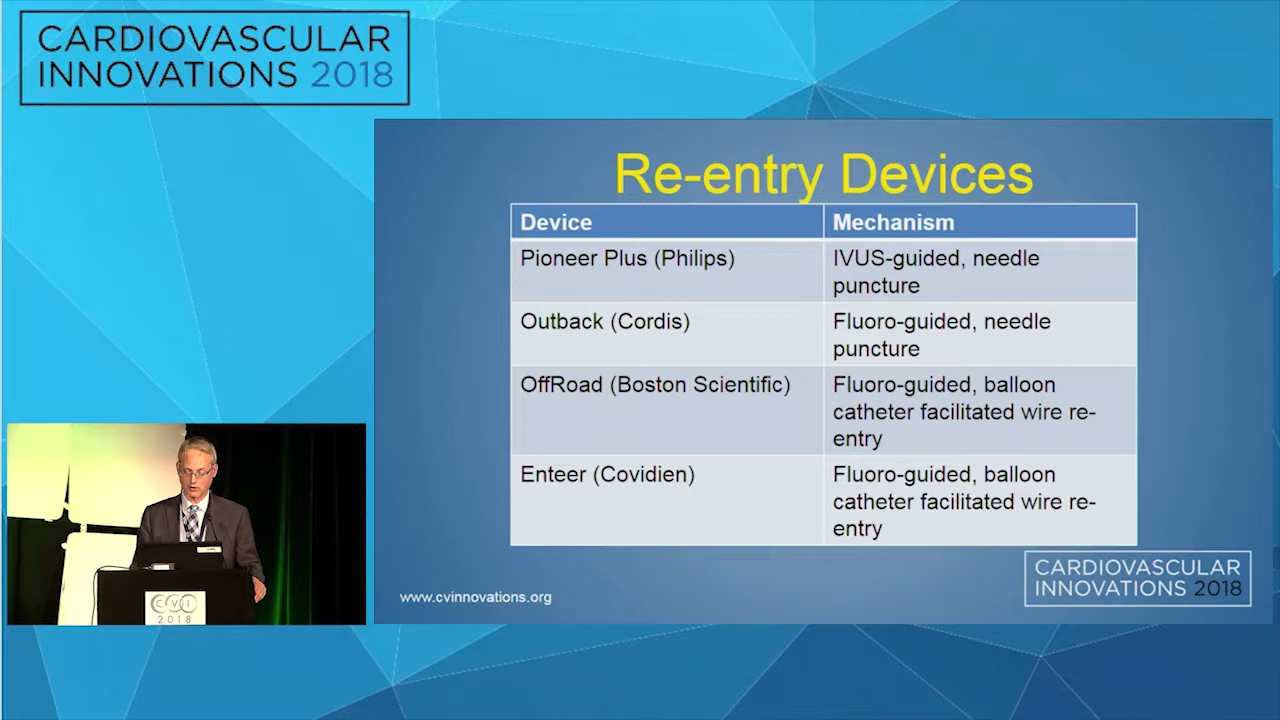 CARDIOVASCULAR
INNOVATIONS 2018
Re-entry Devices
Device
Mechanism
Pioneer Plus (Philips)
IVUS-guided, needle
puncture
Outback (Cordis)
Fluoro-guided, needle
puncture
OffRoad (Boston Scientific)
Fluoro-guided, balloon
catheter facilitated wire re-
entry
Enteer (Covidien)
Fluoro-guided, balloon
catheter facilitated wire re-
entry
www.cvinnovations.org
CARDIOVASCULAR
INNOVATIONS 2018
CVI
2018